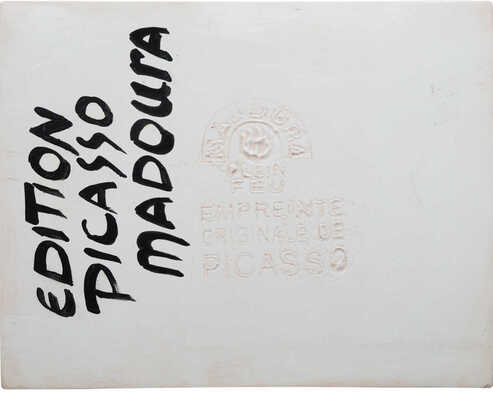 EDITION
PICASSO
MADOURA
MADOURA
PLEIN
FEU
EMPREINTE
ORIGINALE DE
PICASSO